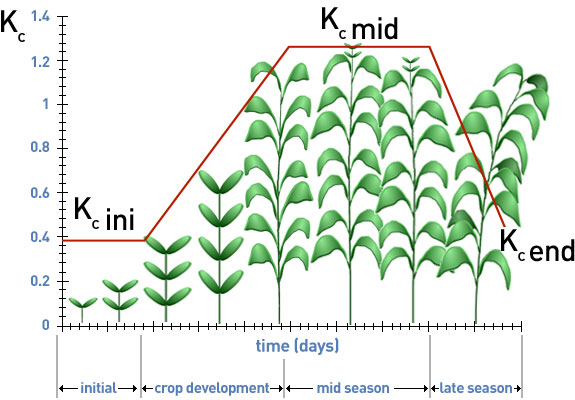 Kc
1.4
1.2
1
0.8
0.6
0.4
0.2
0
Kc mid
Kc ini
Kc end
time (days)
initial
crop development
mid season
late season